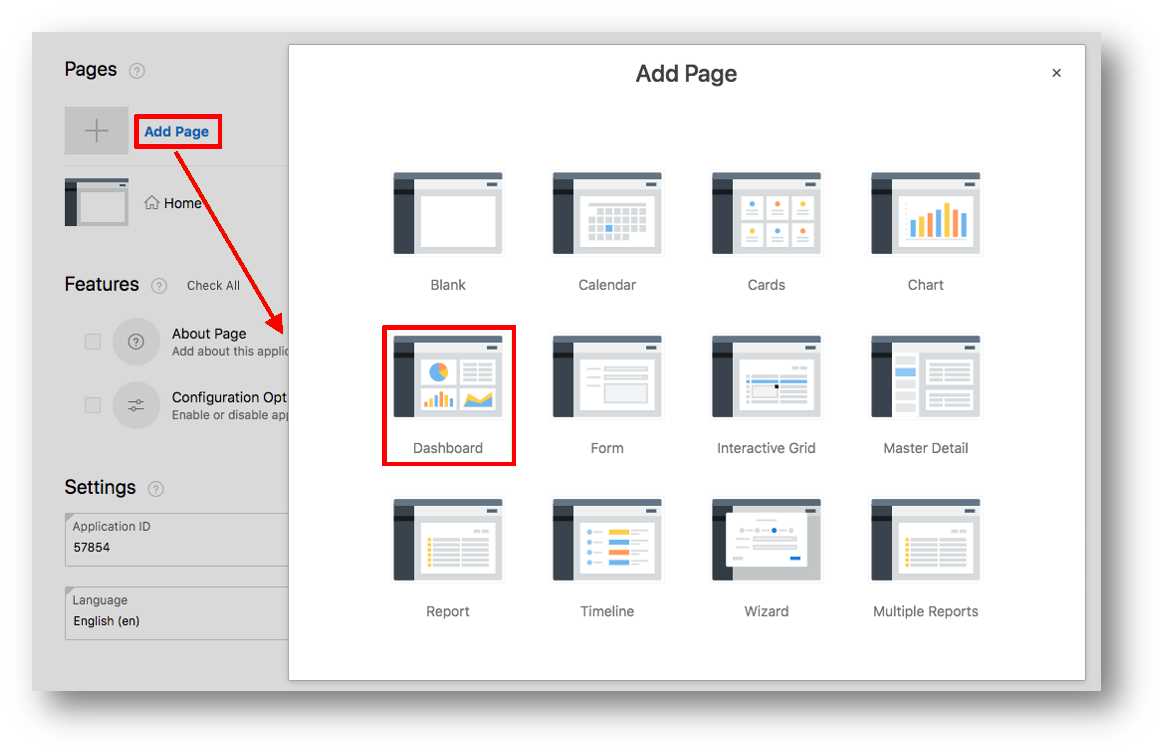 Pages ?
Add Page
Home
Features ? Check All
? About Page
Add about this applic
Configuration Opt
Enable or disable app
Settings ?
Application ID
57854
Language
English (en)
Add Page ×
Blank Calendar Cards Chart
Dashboard Form Interactive Grid Master Detail
Report Timeline Wizard Multiple Reports